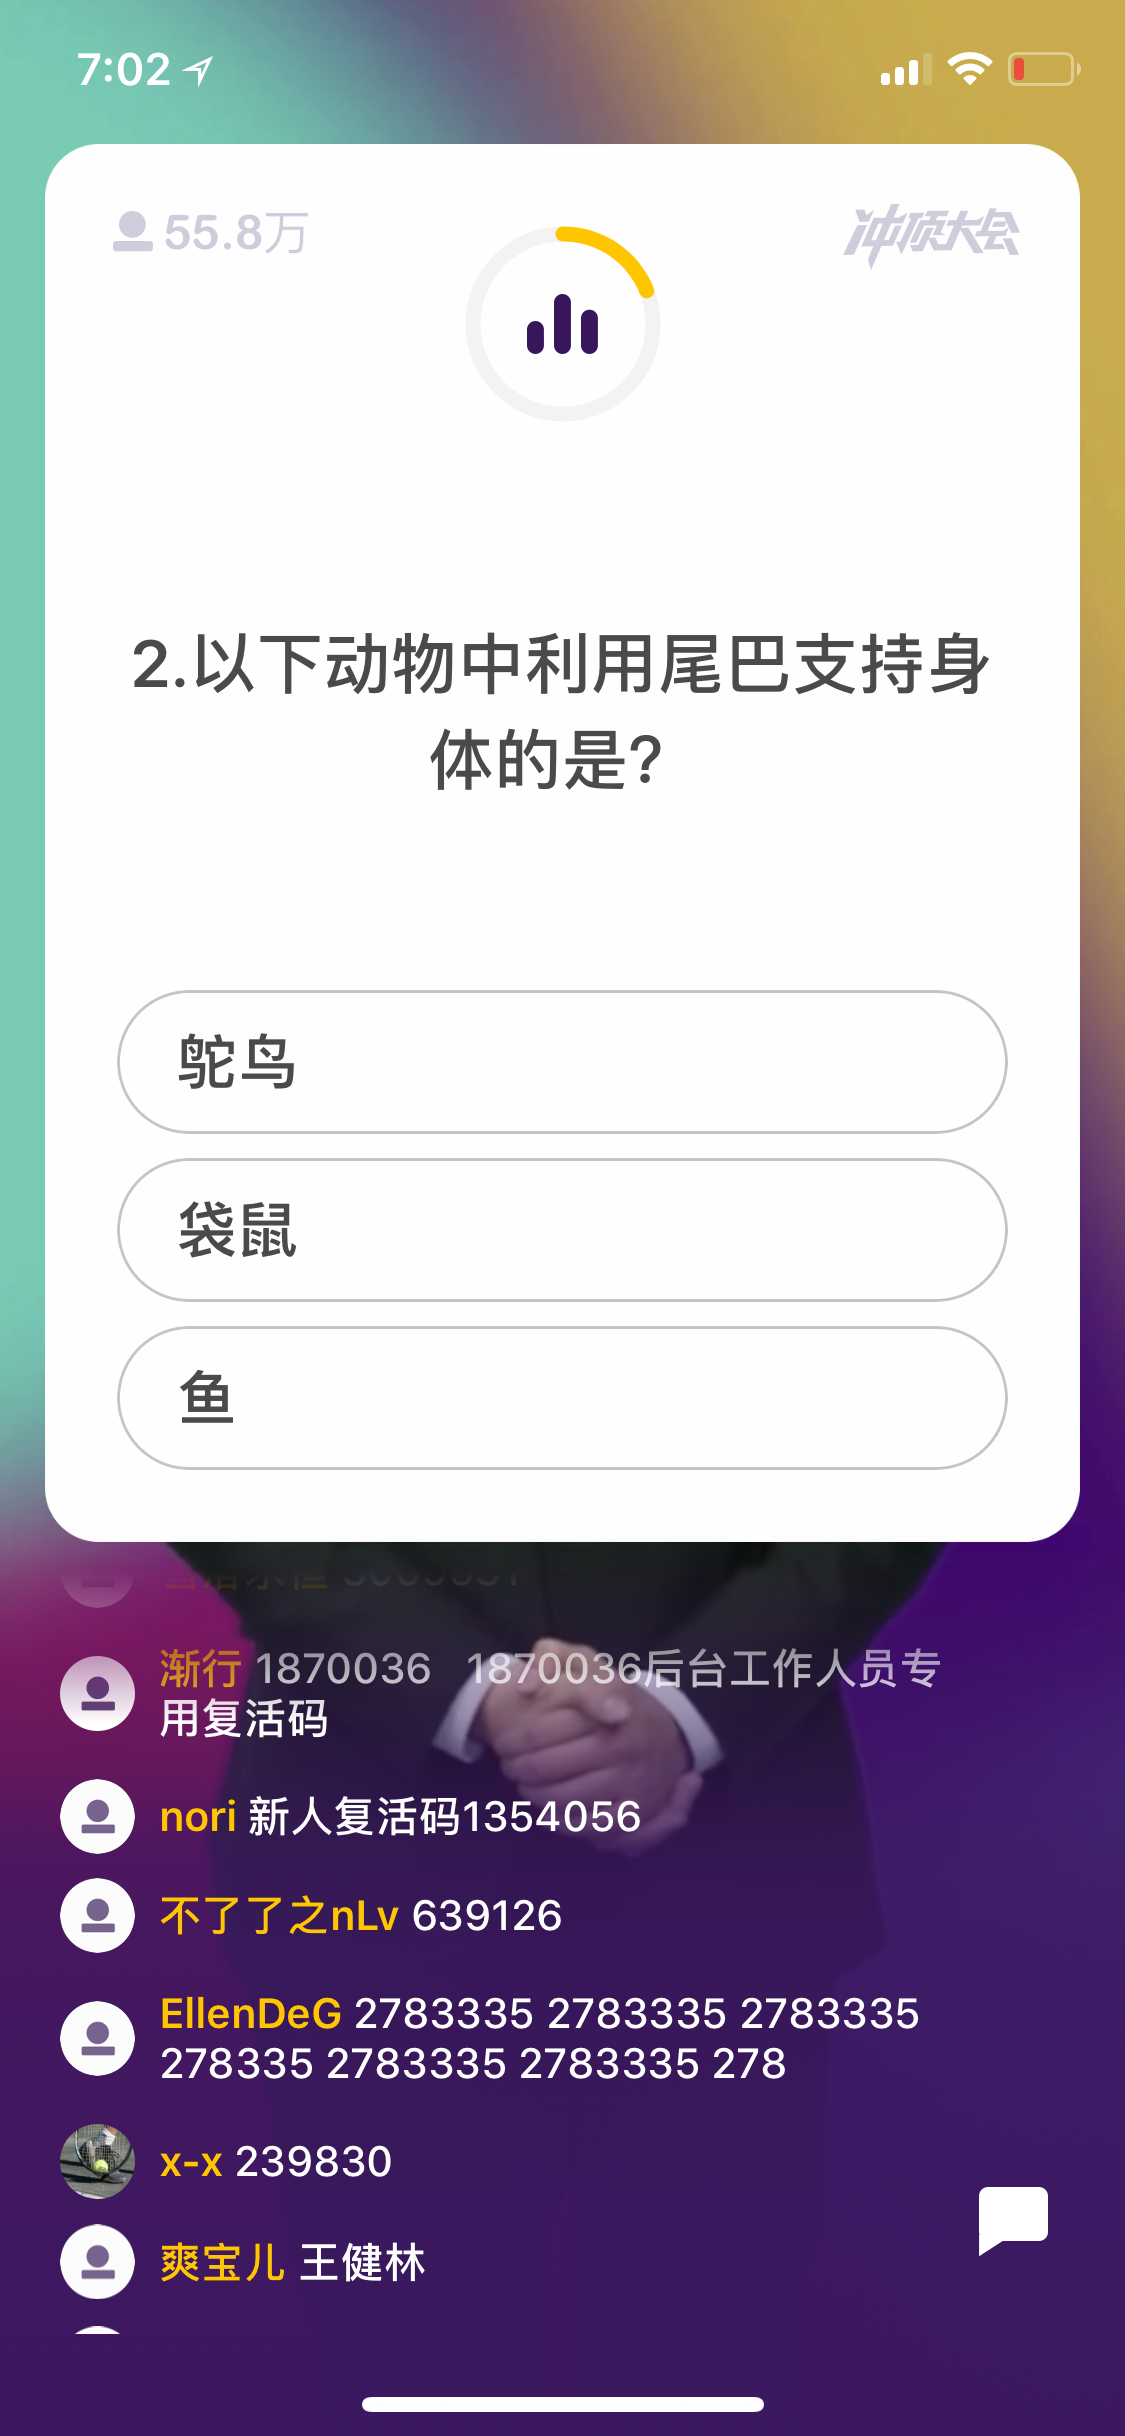 7:02
55.8万
冲顶大会
2.以下动物中利用尾巴支持身
体的是?
鸵鸟
袋鼠
鱼
渐行 1870036 1870036后台工作人员专
用复活码
nori 新人复活码1354056
不了了之nLv 639126
EllenDeG 2783335 2783335 2783335
278335 2783335 2783335 278
x-x 239830
爽宝儿 王健林